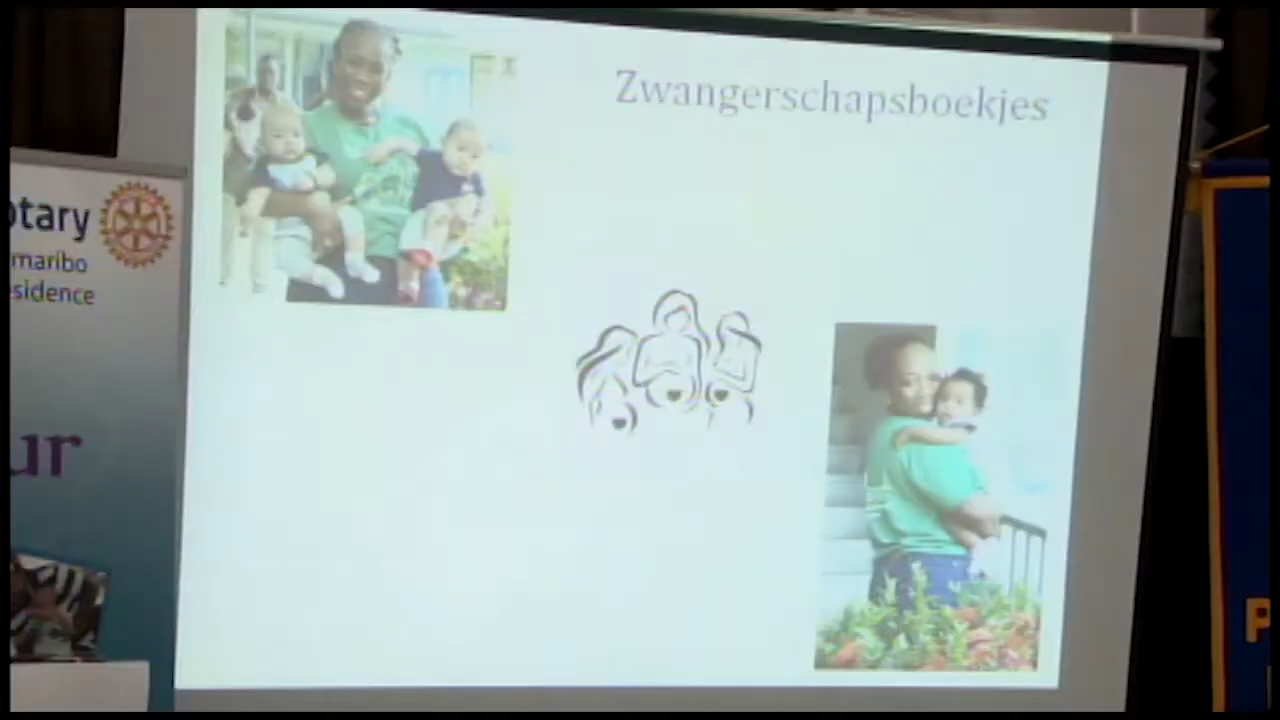 Zwangerschapsboekjes
otary
maribo
sidence
ur
P